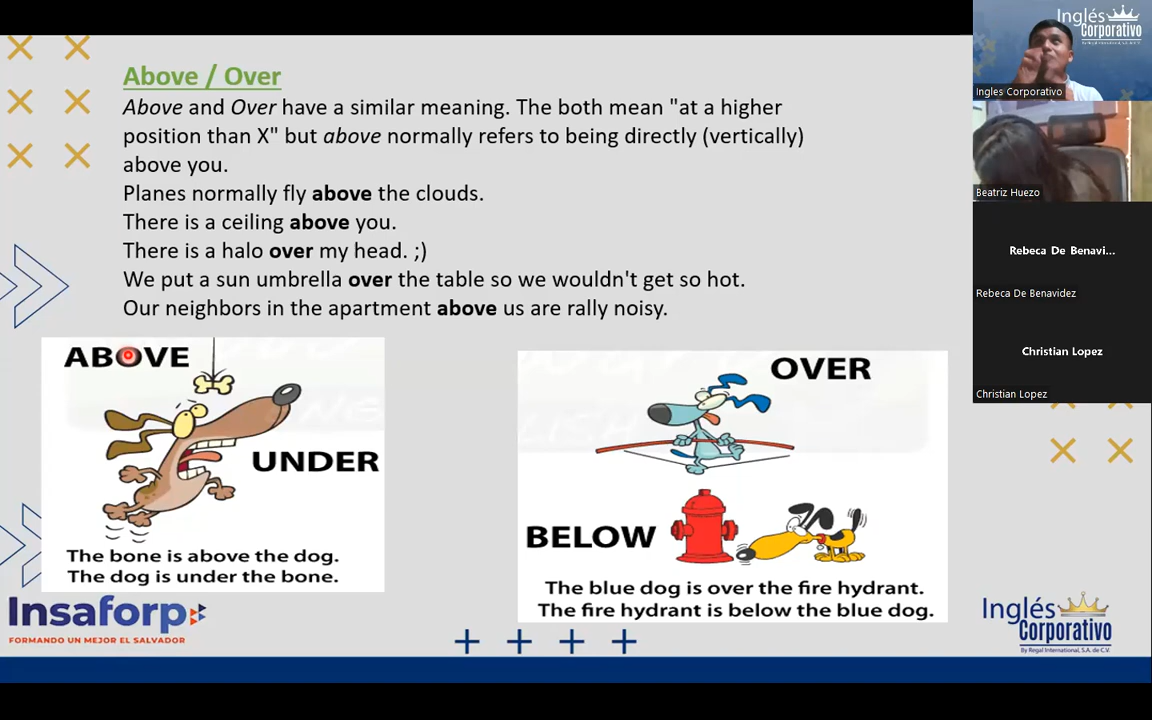 Above / Over
Above and Over have a similar meaning. The both mean "at a higher
position than X" but above normally refers to being directly (vertically)
above you.
Planes normally fly above the clouds.
There is a ceiling above you.
There is a halo over my head. ;)
We put a sun umbrella over the table so we wouldn't get so hot.
Our neighbors in the apartment above us are rally noisy.
ABOVE
UNDER
The bone is above the dog.
The dog is under the bone.
OVER
BELOW
The blue dog is over the fire hydrant.
The fire hydrant is below the blue dog.
Insaforp
FORMANDO UN MEJOR EL SALVADOR
Inglés
Corporativo
By Regal International, S.A. de C.V.
Inglés
Corporativo
By Regal International, S.A. de C.V.
Ingles Corporativo
Beatriz Huezo
Rebeca De Benavi...
Rebeca De Benavidez
Christian Lopez
Christian Lopez